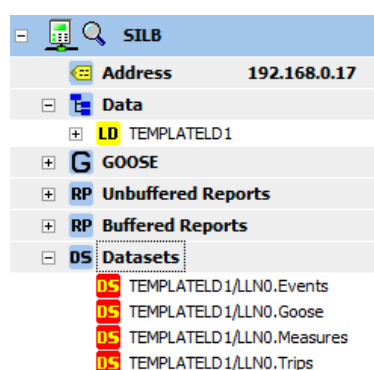 SILB
Address 192.168.0.17
Data
LD TEMPLATELD1
G GOOSE
RP Unbuffered Reports
RP Buffered Reports
DS Datasets
DS TEMPLATELD1/LLN0.Events
DS TEMPLATELD1/LLN0.Goose
DS TEMPLATELD1/LLN0.Measures
DS TEMPLATELD1/LLN0.Trips